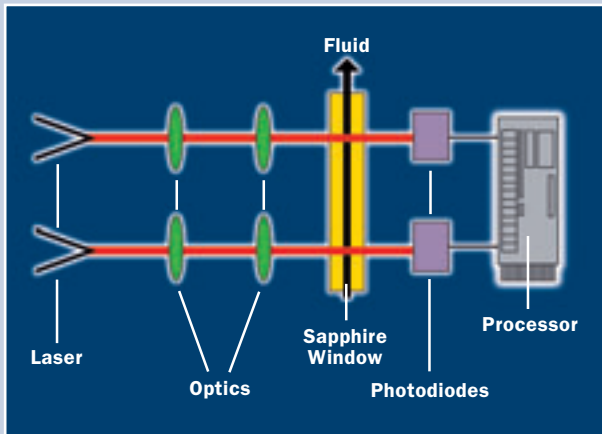 Fluid
Laser
Optics
Sapphire
Window
Photodiodes
Processor